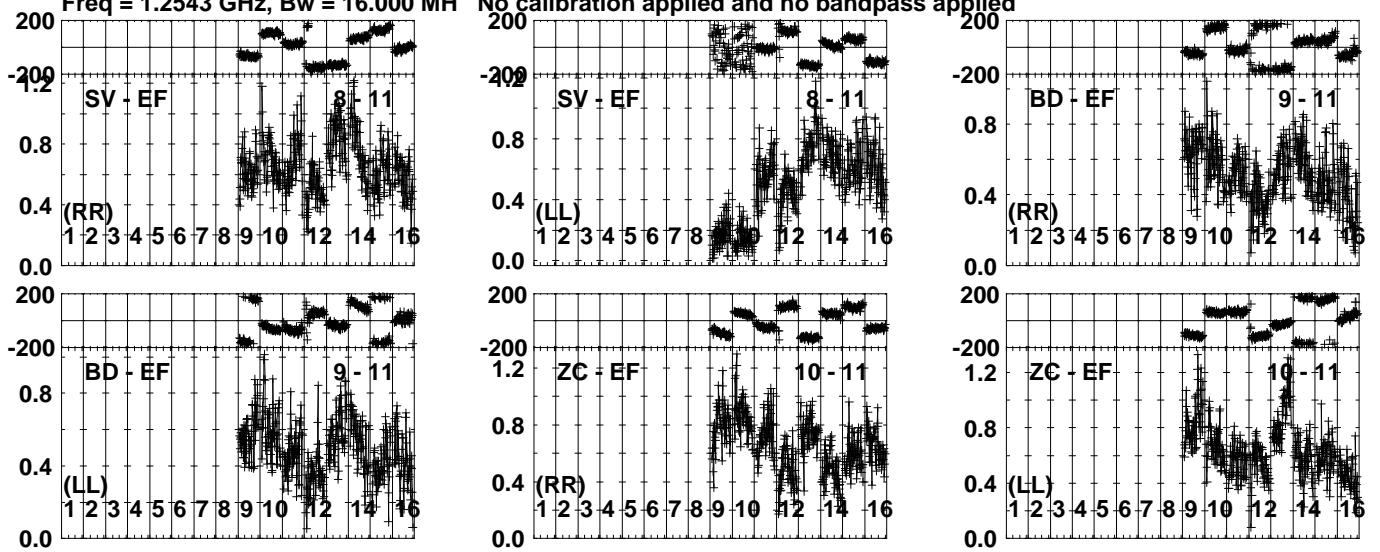 Freq = 1.2543 GHz, Bw = 16.000 MH No calibration applied and no bandpass applied
200 200 200
-200 -200 -200
1.2 1.2
SV - EF 8 - 11 SV - EF 8 - 11 BD - EF 9 - 11
0.8 0.8 0.8
0.4 0.4 0.4
(RR) (LL) (RR)
1 2 3 4 5 6 7 8 9 10 12 14 16 1 2 3 4 5 6 7 8 9 10 12 14 16 1 2 3 4 5 6 7 8 9 10 12 14 16
0.0 0.0 0.0
200 200 200
-200 -200 -200
BD - EF 9 - 11 ZC - EF 10 - 11 ZC - EF 10 - 11
1.2 1.2
0.8 0.8 0.8
0.4 0.4 0.4
(LL) (RR) (LL)
1 2 3 4 5 6 7 8 9 10 12 14 16 1 2 3 4 5 6 7 8 9 10 12 14 16 1 2 3 4 5 6 7 8 9 10 12 14 16
0.0 0.0 0.0